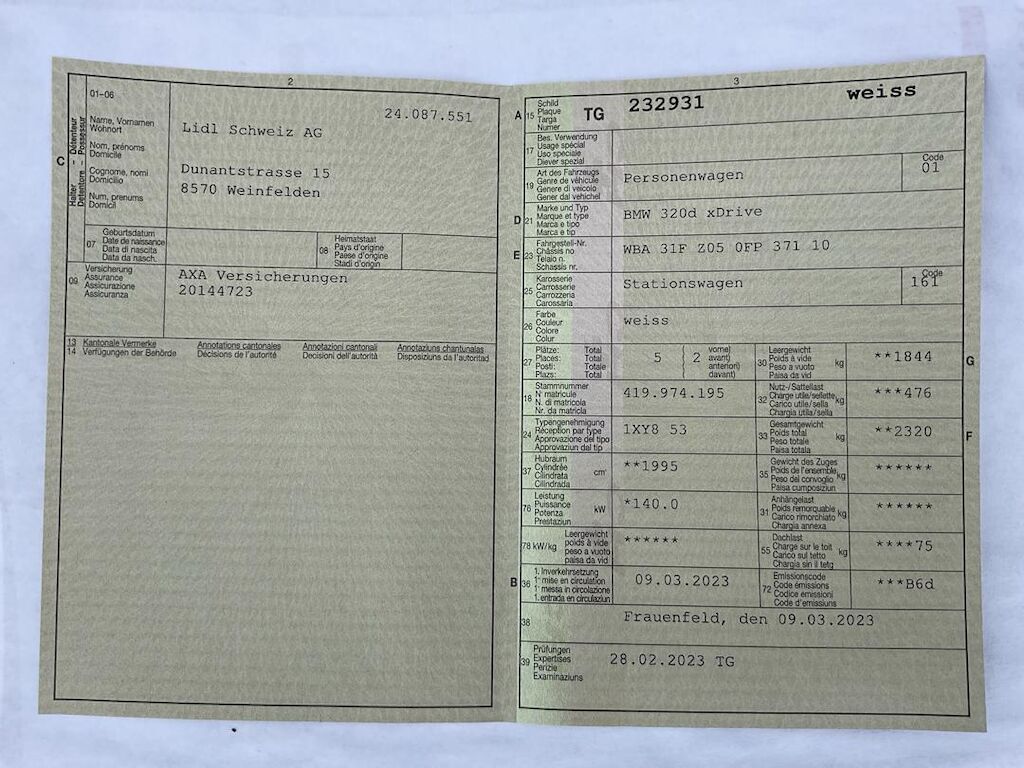 2
01-06
24.087.551
C
Halter – Détenteur
Detentore – Possessur
Name, Vornamen
Wohnort
Nom, prénoms
Domicile
Cognome, nomi
Domicilio
Num, prenums
Domicil
Lidl Schweiz AG
Dunantstrasse 15
8570 Weinfelden
07
Geburtsdatum
Date de naissance
Data di nascita
Data da nasch.
08
Heimatstaat
Pays d'origine
Paese d'origine
Stadi d'origin
09
Versicherung
Assurance
Assicurazione
Assicuranza
AXA Versicherungen
20144723
13 Kantonale Vermerke Annotations cantonales Annotazioni cantonali Annotaziuns chantunalas
14 Verfügungen der Behörde Décisions de l'autorité Decisioni dell'autorità Disposiziuns da l'autoritad
3
A
15
Schild
Plaque
Targa
Numer
TG 232931 weiss
17
Bes. Verwendung
Usage spécial
Uso speciale
Diever spezial
19
Art des Fahrzeugs
Genre de véhicule
Genere di veicolo
Gener dal vehichel
Personenwagen
Code
01
D
21
Marke und Typ
Marque et type
Marca e tipo
Marca e tip
BMW 320d xDrive
E
23
Fahrgestell-Nr.
Châssis no
Telaio n.
Schassis nr.
WBA 31F Z05 0FP 371 10
25
Karosserie
Carrosserie
Carrozzeria
Carossaria
Stationswagen
Code
161
26
Farbe
Couleur
Colore
Colur
weiss
27
Plätze: Total
Places: Total
Posti: Totale
Plazs: Total
5 { 2
vorne)
avant)
anteriori)
davant)
30
Leergewicht
Poids à vide
Peso a vuoto
Paisa da vid
kg
**1844
G
18
Stammnummer
N° matricule
N. di matricola
Nr. da matricla
419.974.195
32
Nutz-/Sattellast
Charge utile/sellette
Carico utile/sella
Chargia utila/sella
kg
***476
24
Typengenehmigung
Réception par type
Approvazione del tipo
Approvaziun dal tip
1XY8 53
33
Gesamtgewicht
Poids total
Peso totale
Paisa totala
kg
**2320
F
37
Hubraum
Cylindrée
Cilindrata
Cilindrada
cm³
**1995
35
Gewicht des Zuges
Poids de l'ensemble
Peso del convoglio
Paisa cumposiziun
kg
******
76
Leistung
Puissance
Potenza
Prestaziun
kW
*140.0
31
Anhängelast
Poids remorquable
Carico rimorchiato
Chargia annexa
kg
******
78 kW/kg
Leergewicht
poids à vide
peso a vuoto
paisa da vid
******
55
Dachlast
Charge sur le toit
Carico sul tetto
Chargia sin il tetg
kg
****75
B
36
1. Inverkehrsetzung
1re mise en circulation
1a messa in circolazione
1. entrada en circulaziun
09.03.2023
72
Emissionscode
Code émissions
Codice emissioni
Code d'emissiuns
***B6d
38
Frauenfeld, den 09.03.2023
39
Prüfungen
Expertises
Perizie
Examinaziuns
28.02.2023 TG